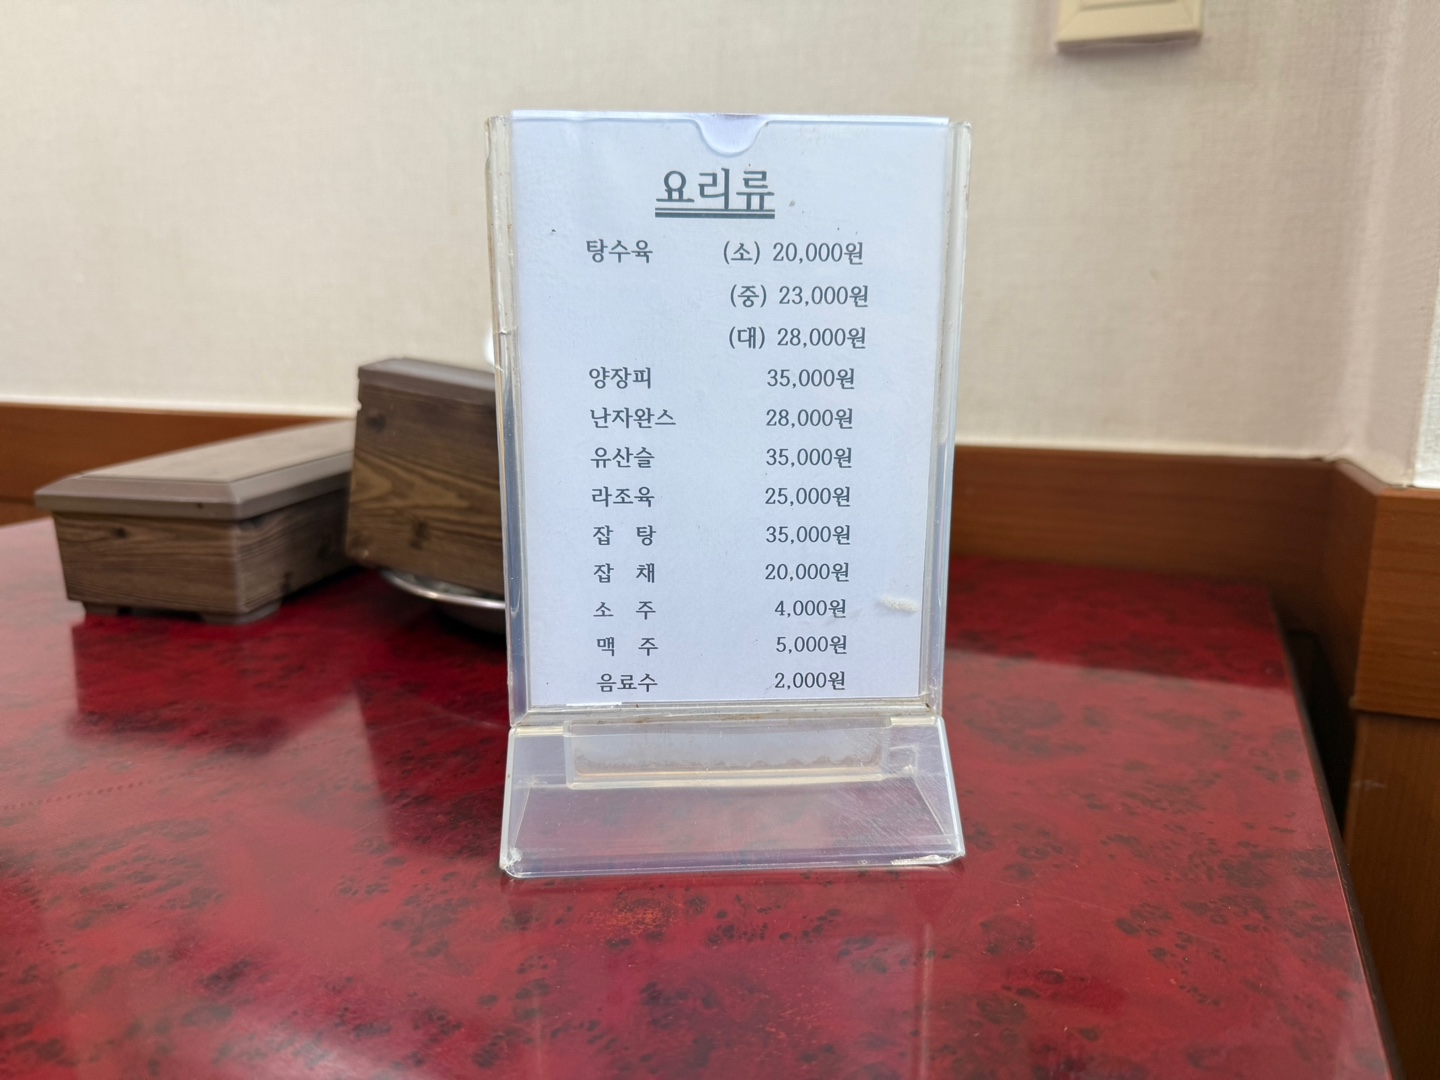 요리류
탕수육 (소) 20,000원
(중) 23,000원
(대) 28,000원
양장피 35,000원
난자완스 28,000원
유산슬 35,000원
라조육 25,000원
잡 탕 35,000원
잡 채 20,000원
소 주 4,000원
맥 주 5,000원
음료수 2,000원